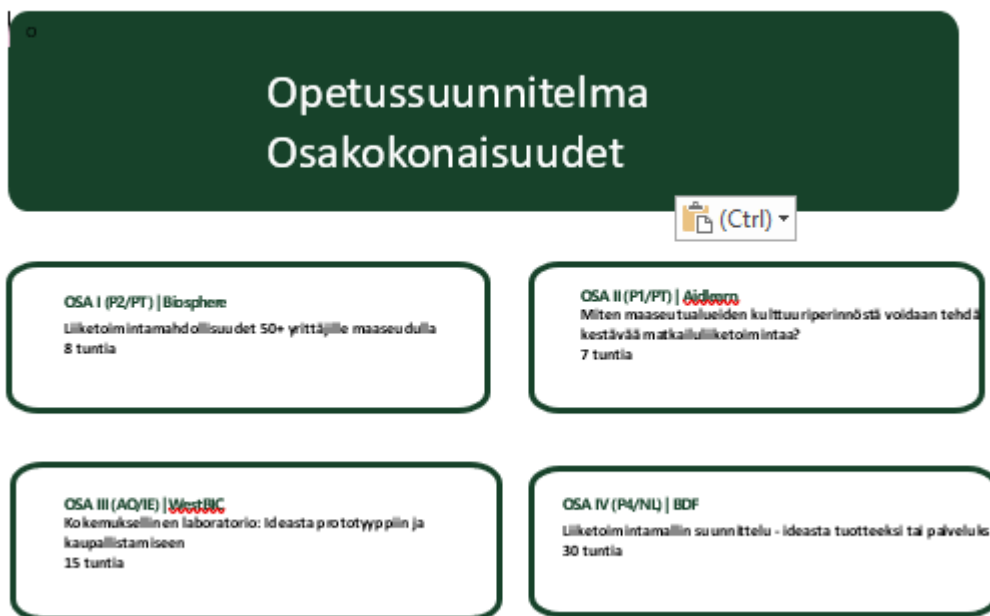 o
Opetussuunnitelma
Osakokonaisuudet
(Ctrl)
OSA I (P2/PT) | Biosphere
Liiketoimintamahdollisuudet 50+ yrittäjille maaseudulla
8 tuntia
OSA II (P1/PT) | Aidlearn
Miten maaseutualueiden kulttuuriperinnöstä voidaan tehdä
kestävää matkailuliiketoimintaa?
7 tuntia
OSA III (AO/IE) | WestBIC
Kokemuksellinen laboratorio: Ideasta prototyyppiin ja
kaupallistamiseen
15 tuntia
OSA IV (P4/NL) | BDF
Liiketoimintamallin suunnittelu - ideasta tuotteeksi tai palveluks
30 tuntia